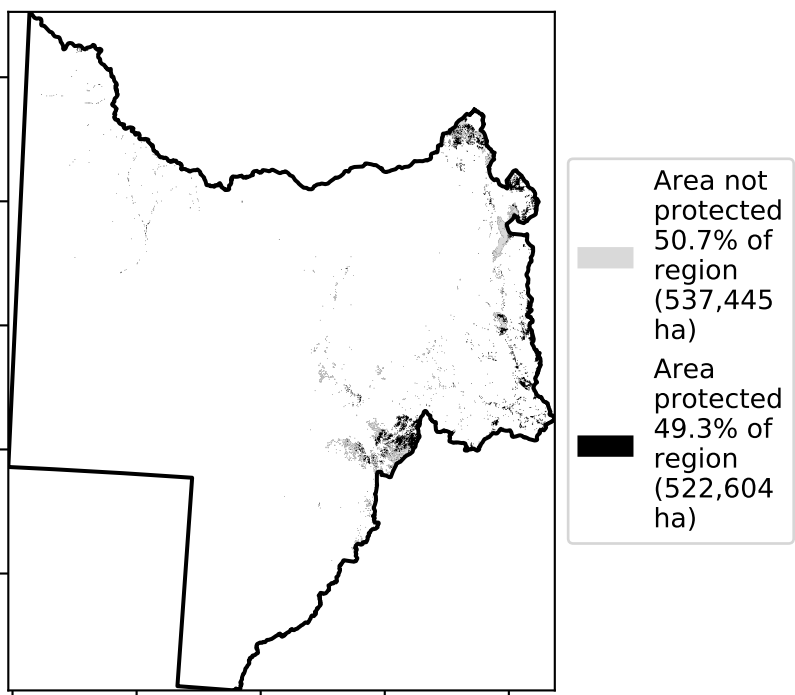 Area not
protected
50.7% of
region
(537,445
ha)
Area
protected
49.3% of
region
(522,604
ha)